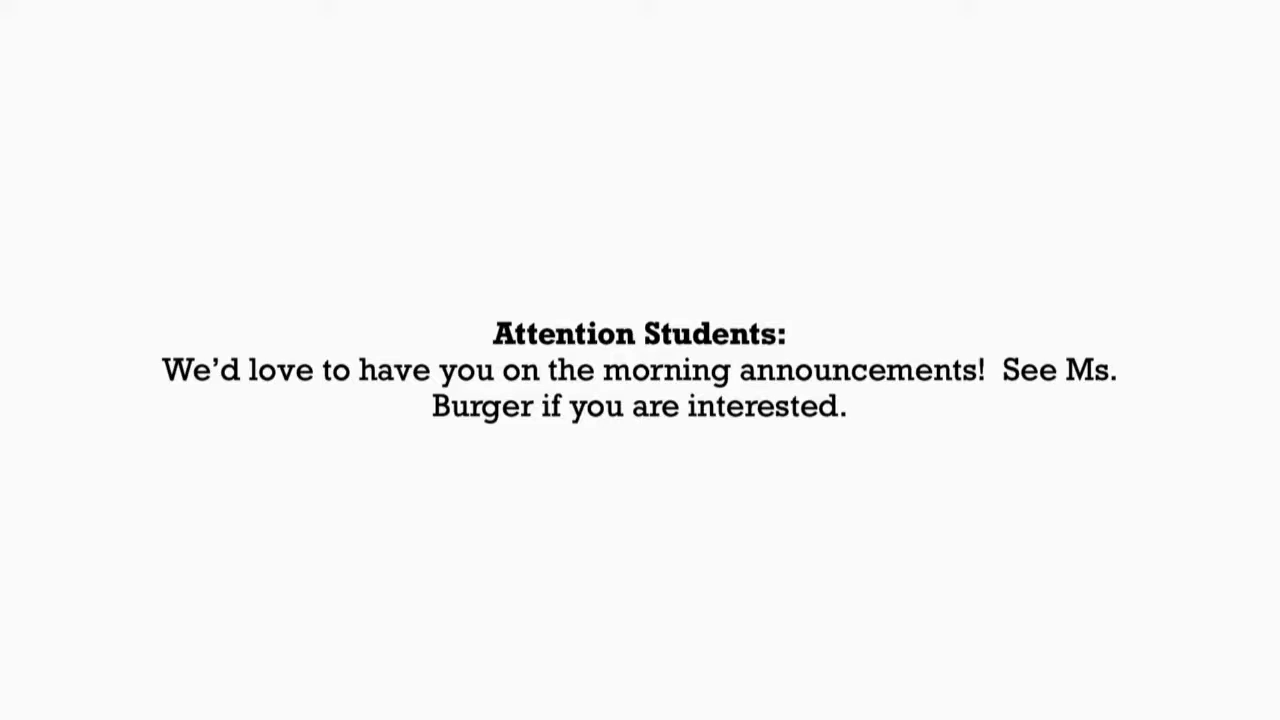 Attention Students:
We’d love to have you on the morning announcements!  See Ms.
Burger if you are interested.